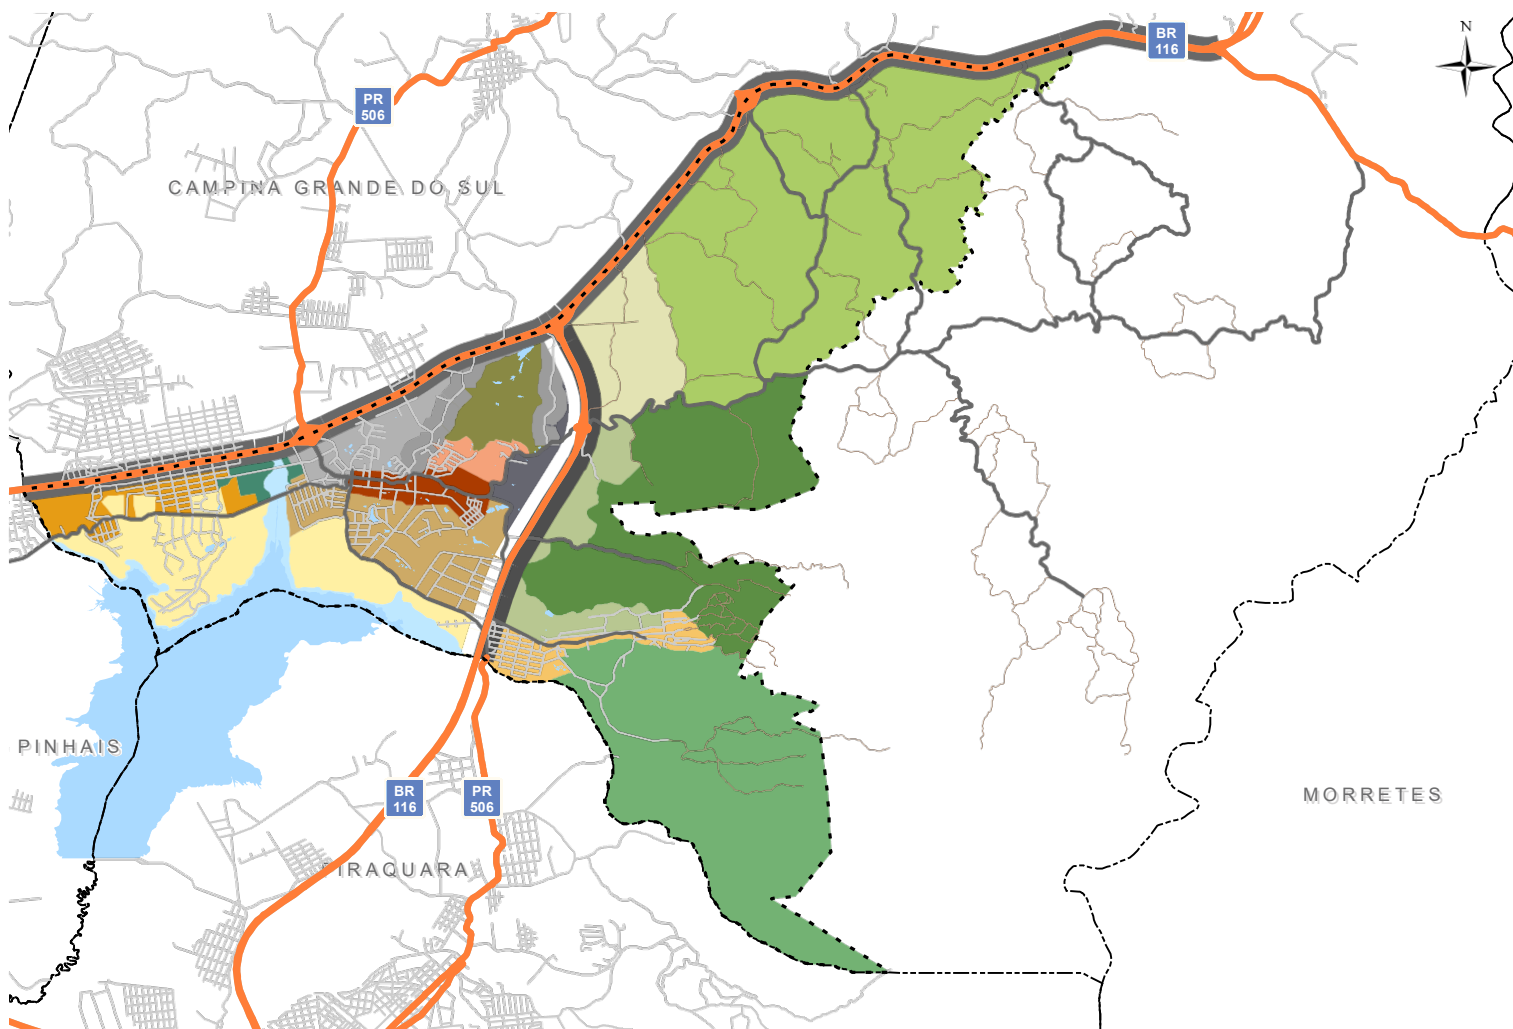 N
BR
116
PR
506
CAMPINA GRANDE DO SUL
PINHAIS
BR
116
PR
506
MORRETES
PIRAQUARA